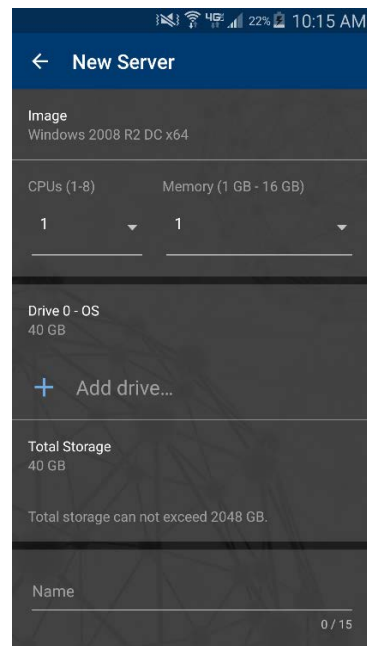 4G 22% 10:15 AM
New Server
Image
Windows 2008 R2 DC x64
CPUs (1-8) Memory (1 GB - 16 GB)
1 1
Drive 0 - OS
40 GB
+ Add drive...
Total Storage
40 GB
Total storage can not exceed 2048 GB.
Name
0 / 15